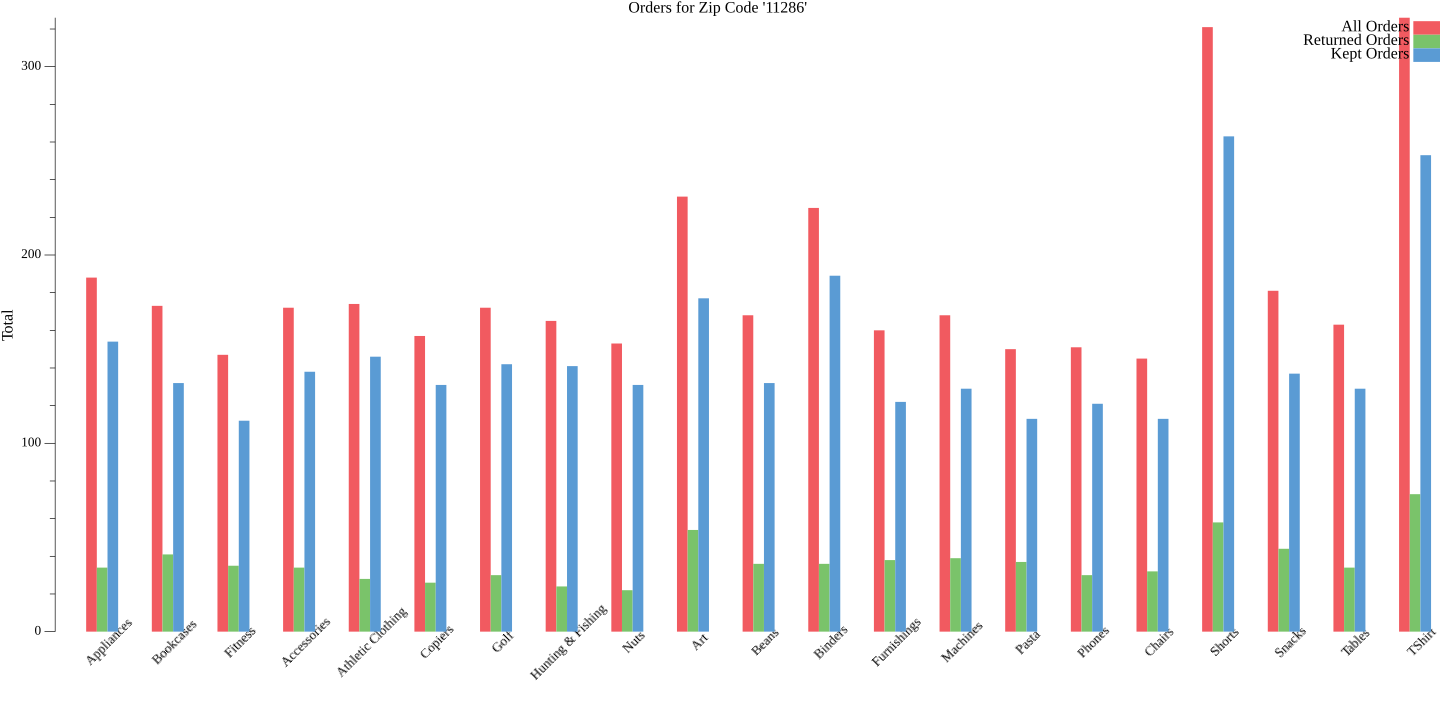 Orders for Zip Code '11286'
All Orders
Returned Orders
Kept Orders
300
200
100
0
Total
Appliances
Bookcases
Fitness
Accessories
Athletic Clothing
Copiers
Golf
Hunting & Fishing
Nuts
Art
Beans
Binders
Furnishings
Machines
Pasta
Phones
Chairs
Shorts
Snacks
Tables
TShirt